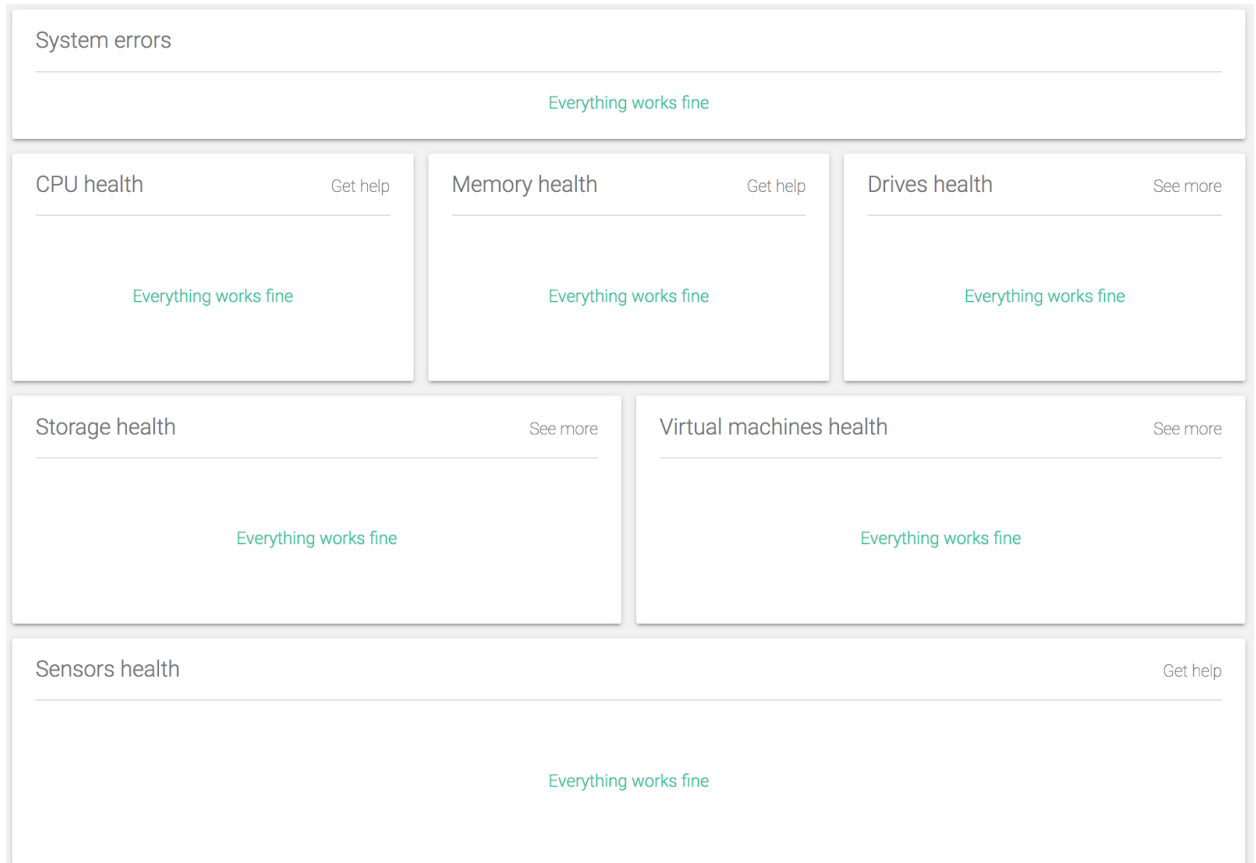 System errors
Everything works fine
CPU health
Get help
Everything works fine
Memory health
Get help
Everything works fine
Drives health
See more
Everything works fine
Storage health
See more
Everything works fine
Virtual machines health
See more
Everything works fine
Sensors health
Get help
Everything works fine